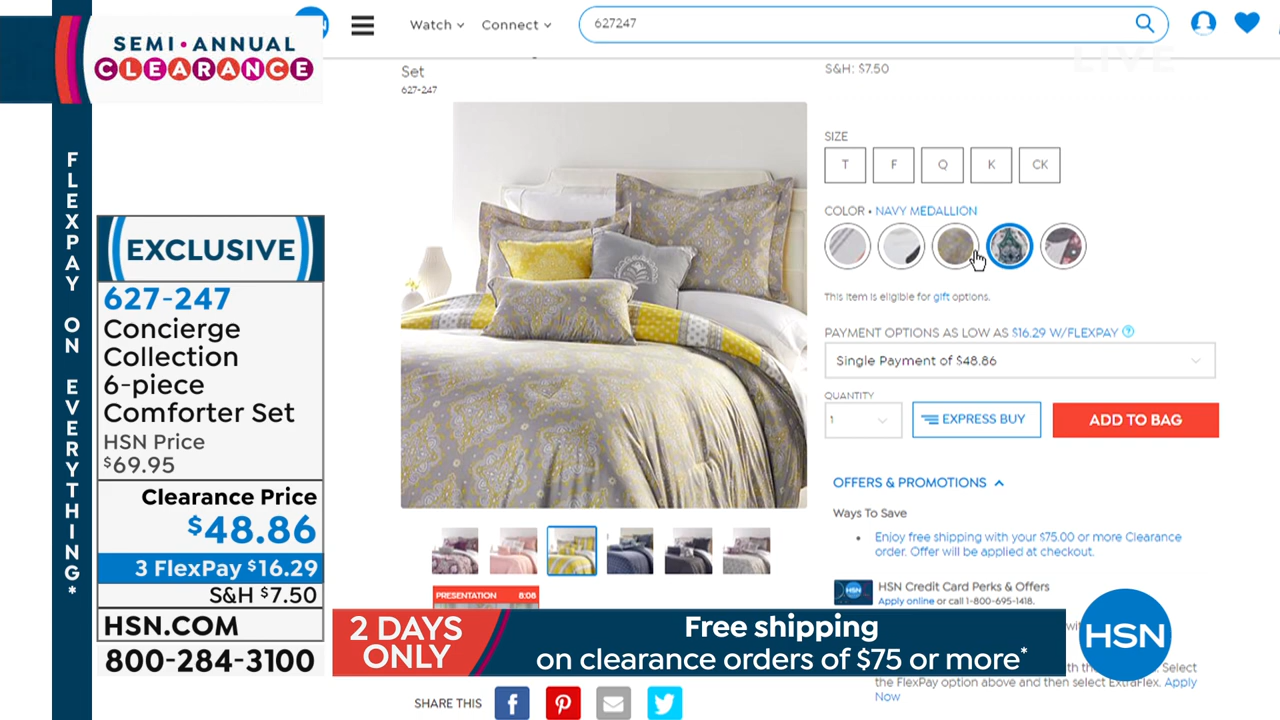 SEMI•ANNUAL
CLEARANCE
FLEXPAY ON EVERYTHING*
EXCLUSIVE
627-247
Concierge
Collection
6-piece
Comforter Set
HSN Price
$69.95
Clearance Price
$48.86
3 FlexPay $16.29
S&H $7.50
HSN.COM
800-284-3100
Watch
Connect
627247
LIVE
Set
627-247
S&H: $7.50
SIZE
T F Q K CK
COLOR • NAVY MEDALLION
This item is eligible for gift options.
PAYMENT OPTIONS AS LOW AS $16.29 W/FLEXPAY ?
Single Payment of $48.86
QUANTITY
1
EXPRESS BUY
ADD TO BAG
OFFERS & PROMOTIONS
Ways To Save
• Enjoy free shipping with your $75.00 or more Clearance
order. Offer will be applied at checkout.
HSN
HSN Credit Card Perks & Offers
Apply online or call 1-800-695-1418.
PRESENTATION 8:08
2 DAYS
ONLY
Free shipping
on clearance orders of $75 or more*
HSN
Select
the FlexPay option above and then select ExtraFlex. Apply
Now
SHARE THIS